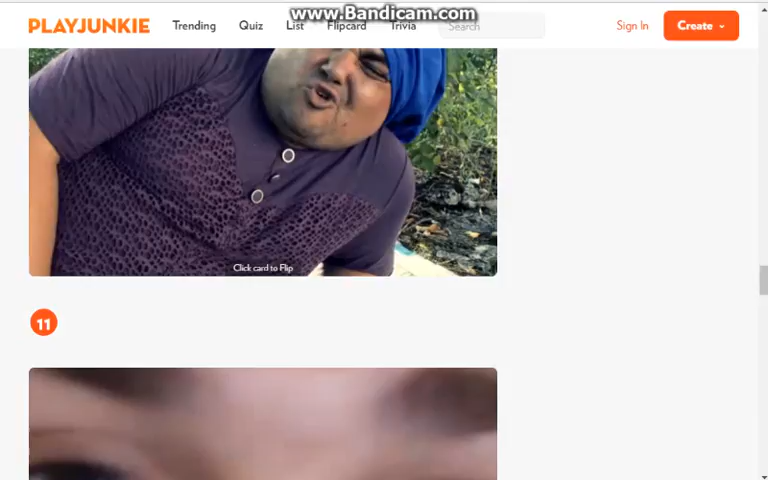 www.Bandicam.com
PLAYJUNKIE Trending Quiz List Flipcard Trivia Search Sign In Create
Click card to Flip
11